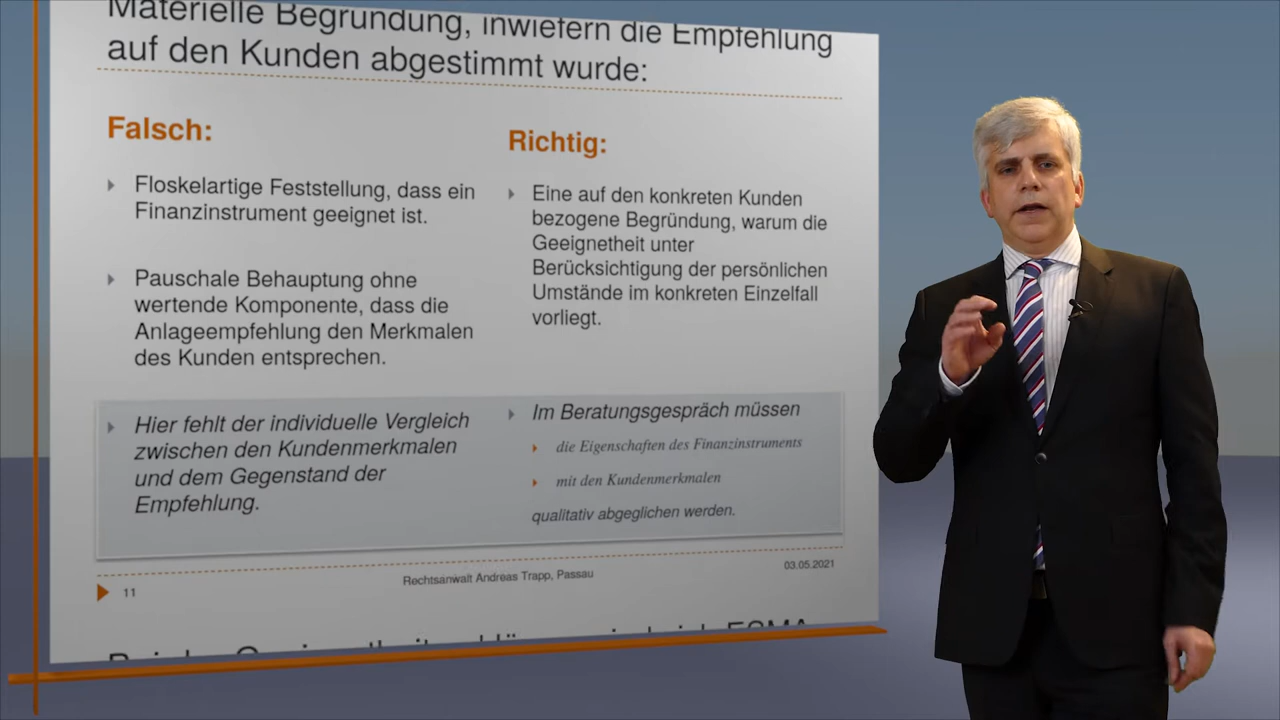 Materielle Begründung, inwiefern die Empfehlung
auf den Kunden abgestimmt wurde:
Falsch:
Floskelartige Feststellung, dass ein
Finanzinstrument geeignet ist.
Pauschale Behauptung ohne
wertende Komponente, dass die
Anlageempfehlung den Merkmalen
des Kunden entsprechen.
Hier fehlt der individuelle Vergleich
zwischen den Kundenmerkmalen
und dem Gegenstand der
Empfehlung.
Richtig:
Eine auf den konkreten Kunden
bezogene Begründung, warum die
Geeignetheit unter
Berücksichtigung der persönlichen
Umstände im konkreten Einzelfall
vorliegt.
Im Beratungsgespräch müssen
die Eigenschaften des Finanzinstruments
mit den Kundenmerkmalen
qualitativ abgeglichen werden.
11
Rechtsanwalt Andreas Trapp, Passau
03.05.2021